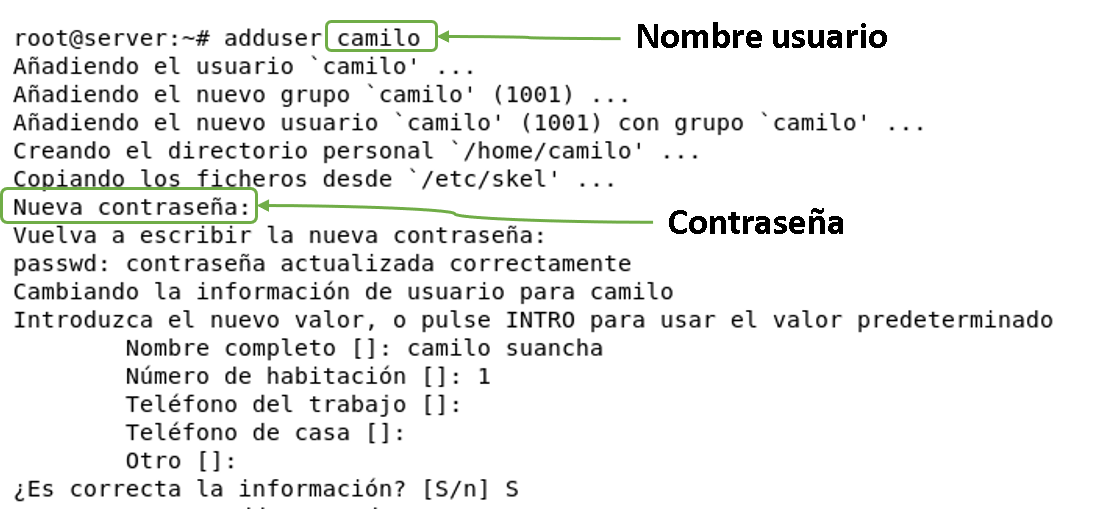 root@server:~# adduser camilo
Nombre usuario
Añadiendo el usuario `camilo' ...
Añadiendo el nuevo grupo `camilo' (1001) ...
Añadiendo el nuevo usuario `camilo' (1001) con grupo `camilo' ...
Creando el directorio personal `/home/camilo' ...
Copiando los ficheros desde `/etc/skel' ...
Nueva contraseña:
Contraseña
Vuelva a escribir la nueva contraseña:
passwd: contraseña actualizada correctamente
Cambiando la información de usuario para camilo
Introduzca el nuevo valor, o pulse INTRO para usar el valor predeterminado
Nombre completo []: camilo suancha
Número de habitación []: 1
Teléfono del trabajo []:
Teléfono de casa []:
Otro []:
¿Es correcta la información? [S/n] S